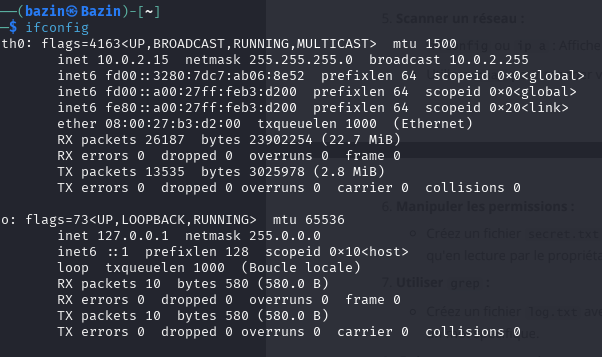 ──(bazin㉿Bazin)-[~]
─$ ifconfig
th0: flags=4163<UP,BROADCAST,RUNNING,MULTICAST>  mtu 1500
        inet 10.0.2.15  netmask 255.255.255.0  broadcast 10.0.2.255
        inet6 fd00::3280:7dc7:ab06:8e52  prefixlen 64  scopeid 0×0<global>
        inet6 fd00::a00:27ff:feb3:d200  prefixlen 64  scopeid 0×0<global>
        inet6 fe80::a00:27ff:feb3:d200  prefixlen 64  scopeid 0×20<link>
        ether 08:00:27:b3:d2:00  txqueuelen 1000  (Ethernet)
        RX packets 26187  bytes 23902254 (22.7 MiB)
        RX errors 0  dropped 0  overruns 0  frame 0
        TX packets 13535  bytes 3025978 (2.8 MiB)
        TX errors 0  dropped 0 overruns 0  carrier 0  collisions 0
o: flags=73<UP,LOOPBACK,RUNNING>  mtu 65536
        inet 127.0.0.1  netmask 255.0.0.0
        inet6 ::1  prefixlen 128  scopeid 0×10<host>
        loop  txqueuelen 1000  (Boucle locale)
        RX packets 10  bytes 580 (580.0 B)
        RX errors 0  dropped 0  overruns 0  frame 0
        TX packets 10  bytes 580 (580.0 B)
        TX errors 0  dropped 0 overruns 0  carrier 0  collisions 0
5. Scanner un réseau :
ou ip a : Affiche
6. Manipuler les permissions :
Créez un fichier secret.txt
qu'en lecture par le propriéta
7. Utiliser grep :
Créez un fichier log.txt ave